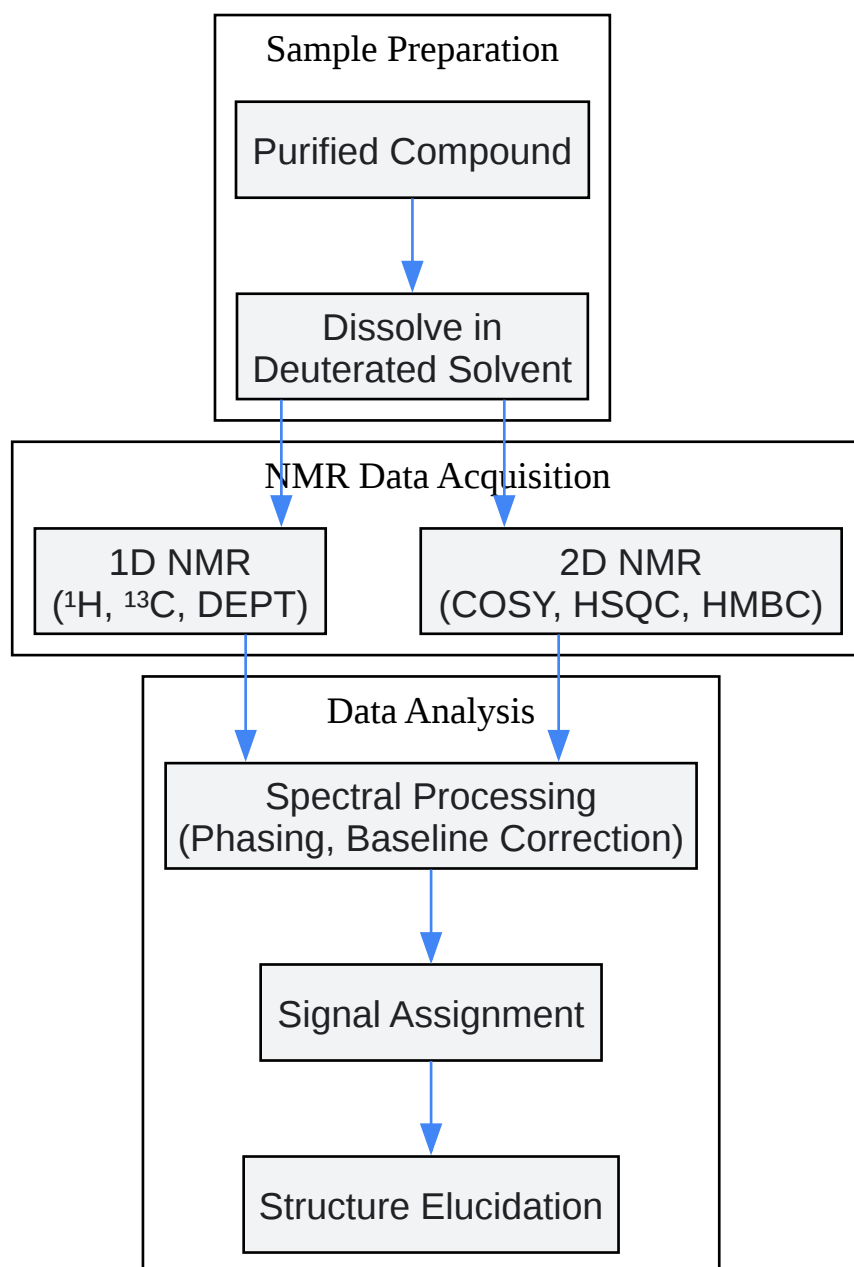 Sample Preparation
Purified Compound
Dissolve in
Deuterated Solvent
NMR Data Acquisition
1D NMR
(¹H, ¹³C, DEPT)
2D NMR
(COSY, HSQC, HMBC)
Data Analysis
Spectral Processing
(Phasing, Baseline Correction)
Signal Assignment
Structure Elucidation